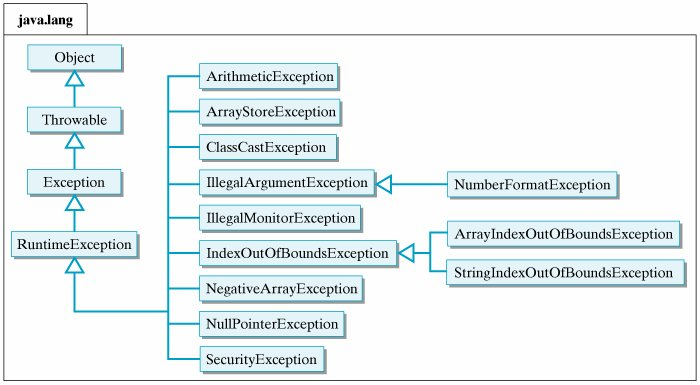 java.lang
Object
Throwable
Exception
RuntimeException
ArithmeticException
ArrayStoreException
ClassCastException
IllegalArgumentException
IllegalMonitorException
IndexOutOfBoundsException
NegativeArrayException
NullPointerException
SecurityException
NumberFormatException
ArrayIndexOutOfBoundsException
StringIndexOutOfBoundsException